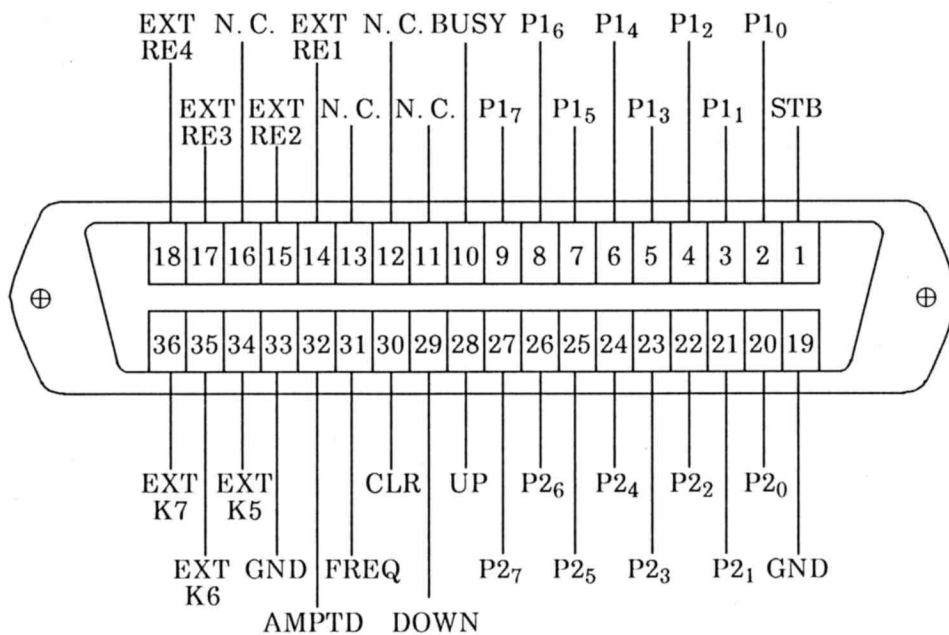 EXT N. C. EXT N. C. BUSY P1₆ P1₄ P1₂ P1₀
RE4 RE1
EXT EXT N. C. N. C. P1₇ P1₅ P1₃ P1₁ STB
RE3 RE2
18 17 16 15 14 13 12 11 10 9 8 7 6 5 4 3 2 1
36 35 34 33 32 31 30 29 28 27 26 25 24 23 22 21 20 19
EXT EXT CLR UP P2₆ P2₄ P2₂ P2₀
K7 K5
EXT GND FREQ P2₇ P2₅ P2₃ P2₁ GND
K6
AMPTD DOWN